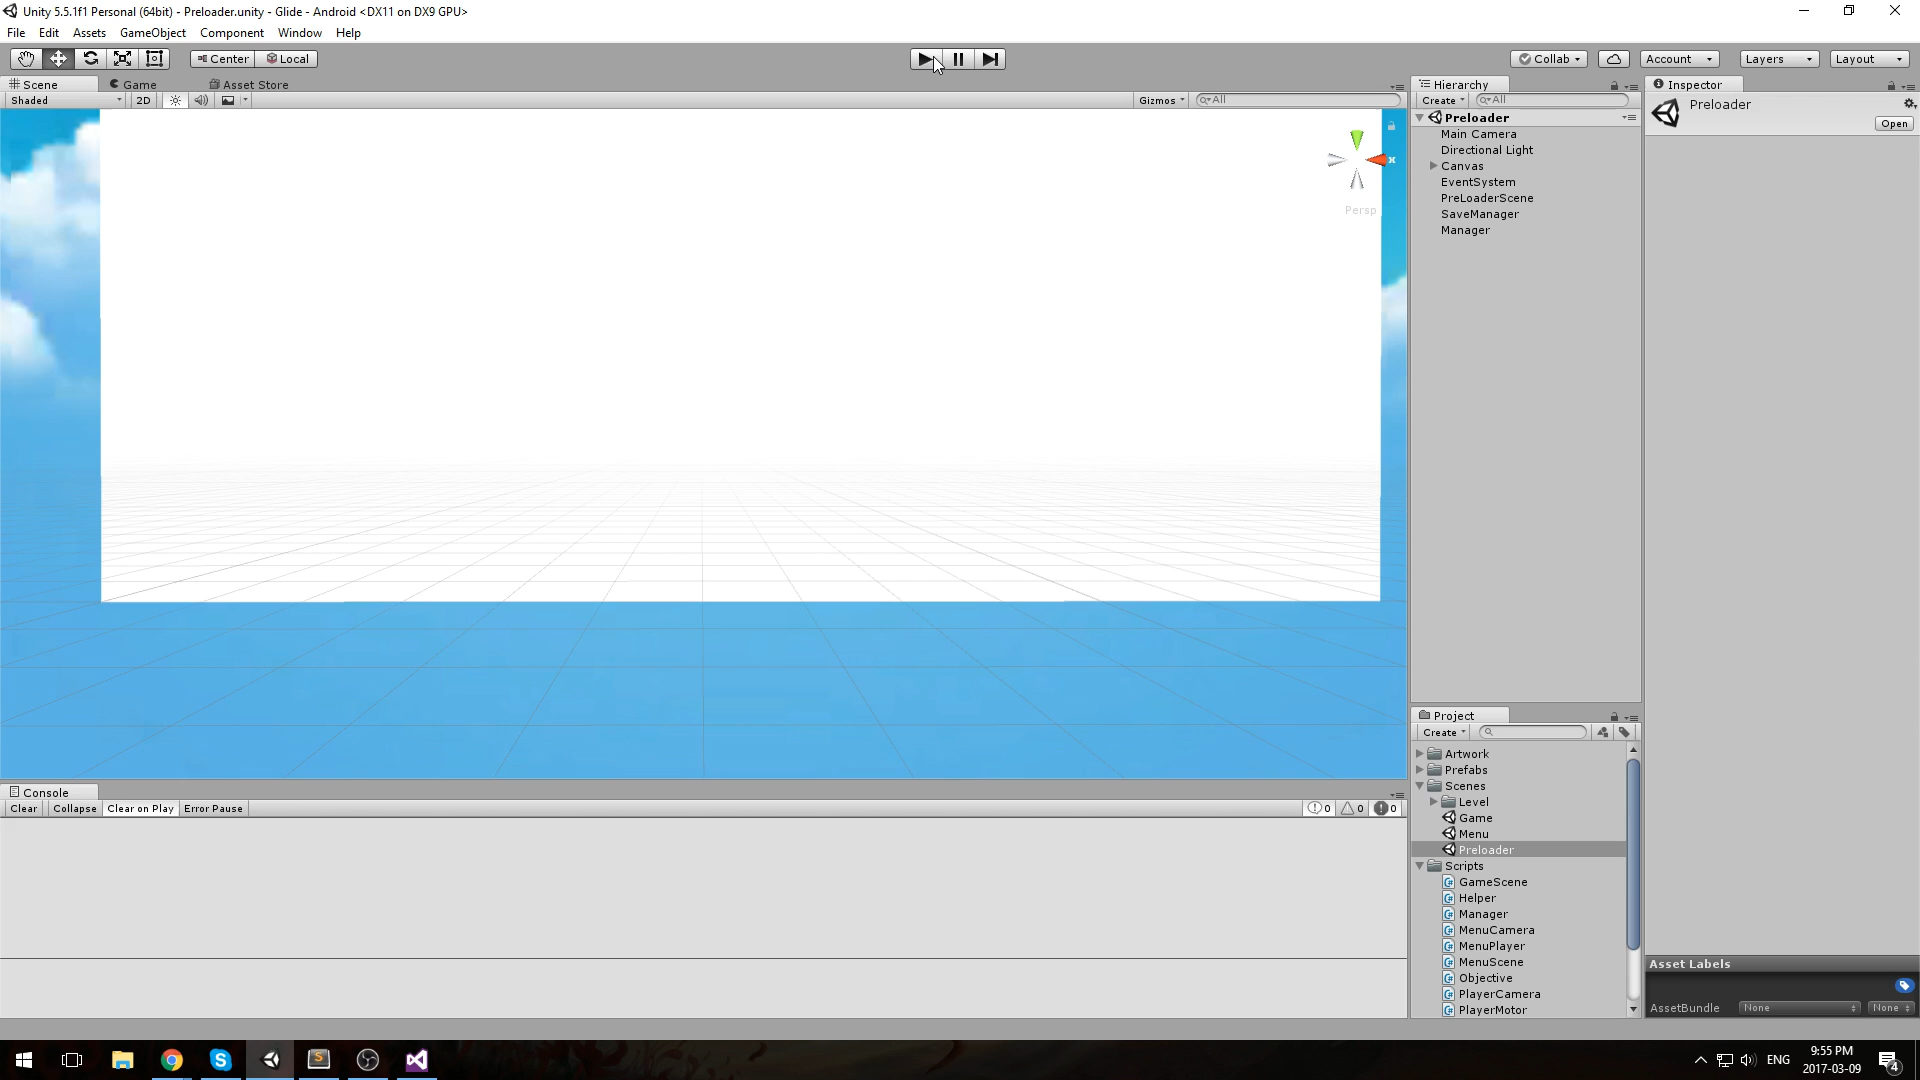 Unity 5.5.1f1 Personal (64bit) - Preloader.unity - Glide - Android <DX11 on DX9 GPU>
File Edit Assets GameObject Component Window Help
Center Local Collab Account Layers Layout
Scene Game Asset Store
Shaded 2D Gizmos All
x
Persp
Hierarchy
Create All
Preloader
Main Camera
Directional Light
Canvas
EventSystem
PreLoaderScene
SaveManager
Manager
Inspector
Preloader
Open
Project
Create
Artwork
Prefabs
Scenes
Level
Game
Menu
Preloader
Scripts
GameScene
Helper
Manager
MenuCamera
MenuPlayer
MenuScene
Objective
PlayerCamera
PlayerMotor
Console
Clear Collapse Clear on Play Error Pause 0 0 0
Asset Labels
AssetBundle None None
ENG
9:55 PM
2017-03-09
4